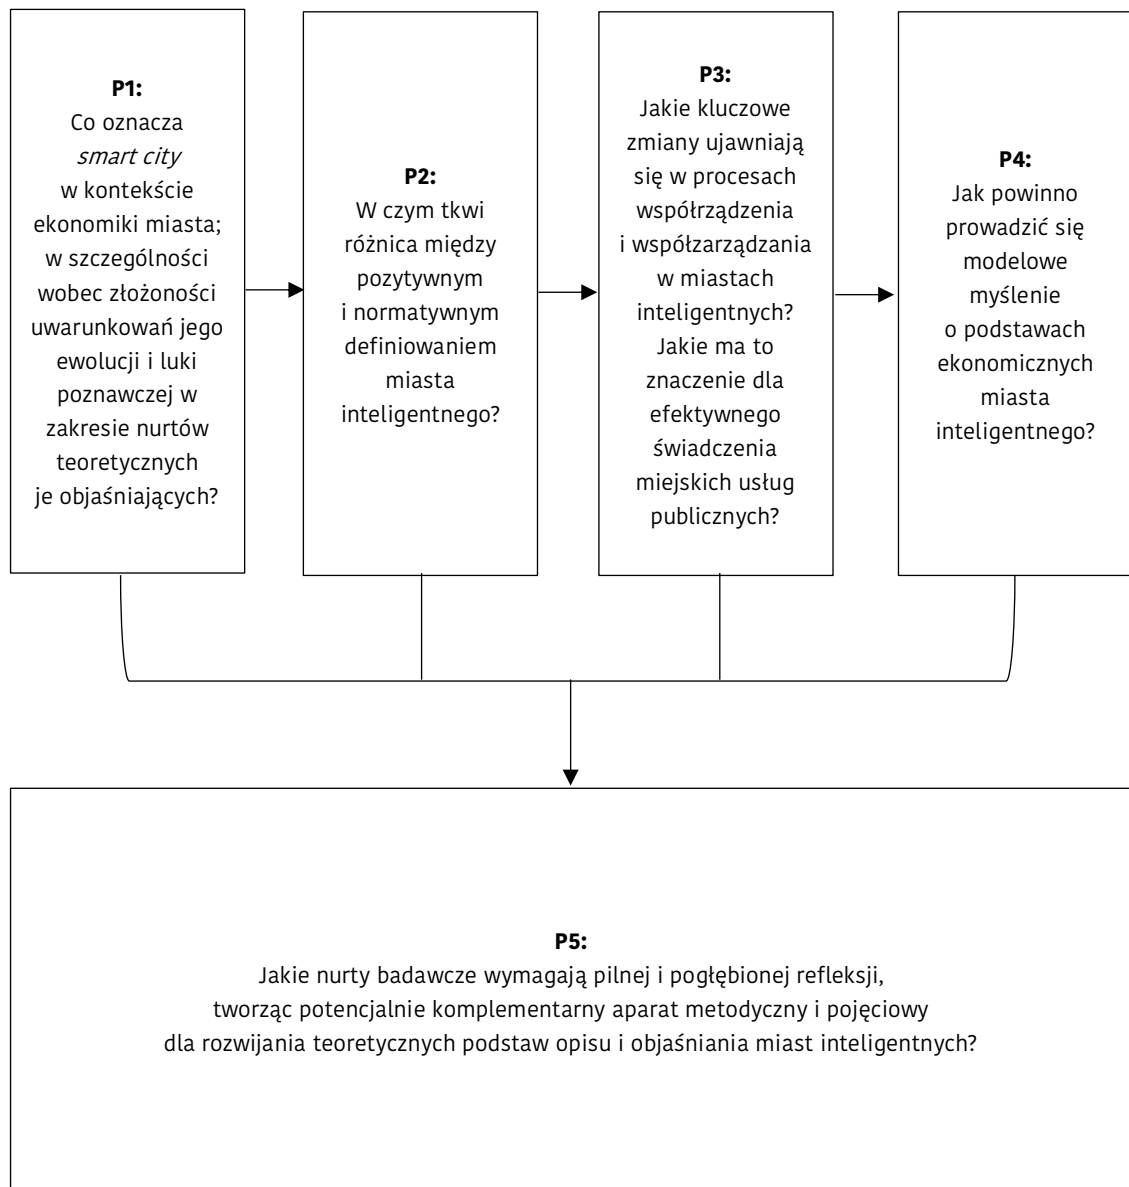 P1:
Co oznacza
smart city
w kontekście
ekonomiki miasta;
w szczególności
wobec złożoności
uwarunkowań jego
ewolucji i luki
poznawczej w
zakresie nurtów
teoretycznych
je objaśniających?
P2:
W czym tkwi
różnica między
pozytywnym
i normatywnym
definiowaniem
miasta
inteligentnego?
P3:
Jakie kluczowe
zmiany ujawniają
się w procesach
współrządzenia
i współzarządzania
w miastach
inteligentnych?
Jakie ma to
znaczenie dla
efektywnego
świadczenia
miejskich usług
publicznych?
P4:
Jak powinno
prowadzić się
modelowe
myślenie
o podstawach
ekonomicznych
miasta
inteligentnego?
P5:
Jakie nurty badawcze wymagają pilnej i pogłębionej refleksji,
tworząc potencjalnie komplementarny aparat metodyczny i pojęciowy
dla rozwijania teoretycznych podstaw opisu i objaśniania miast inteligentnych?